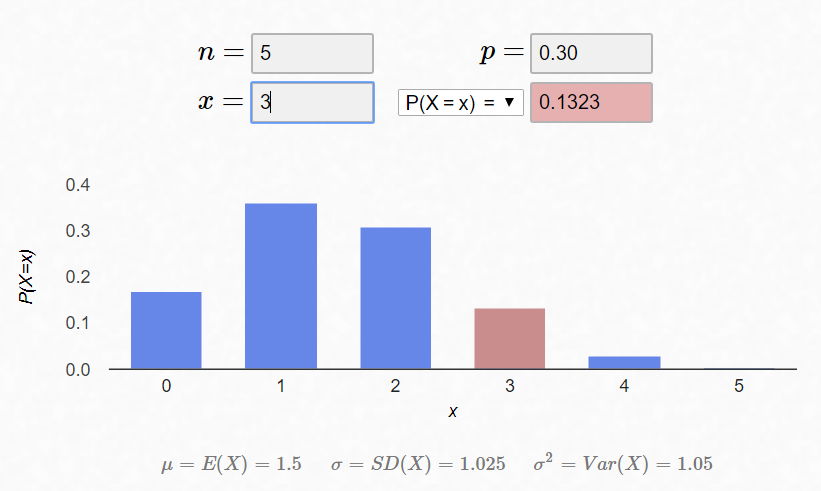 n = 5 p = 0.30
x = 3 P(X = x) = ▼ 0.1323
0.4
0.3
0.2
0.1
0.0
P(X=x)
0 1 2 3 4 5
x
μ = E(X) = 1.5 σ = SD(X) = 1.025 σ² = Var(X) = 1.05